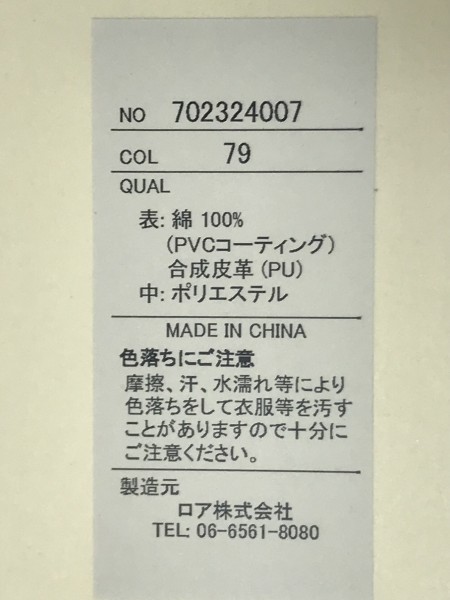 NO 702324007
COL 79
QUAL
表: 綿 100%
(PVCコーティング)
合成皮革 (PU)
中: ポリエステル
MADE IN CHINA
色落ちにご注意
摩擦、汗、水濡れ等により
色落ちをして衣服等を汚す
ことがありますので十分に
ご注意ください。
製造元
ロア株式会社
TEL: 06-6561-8080